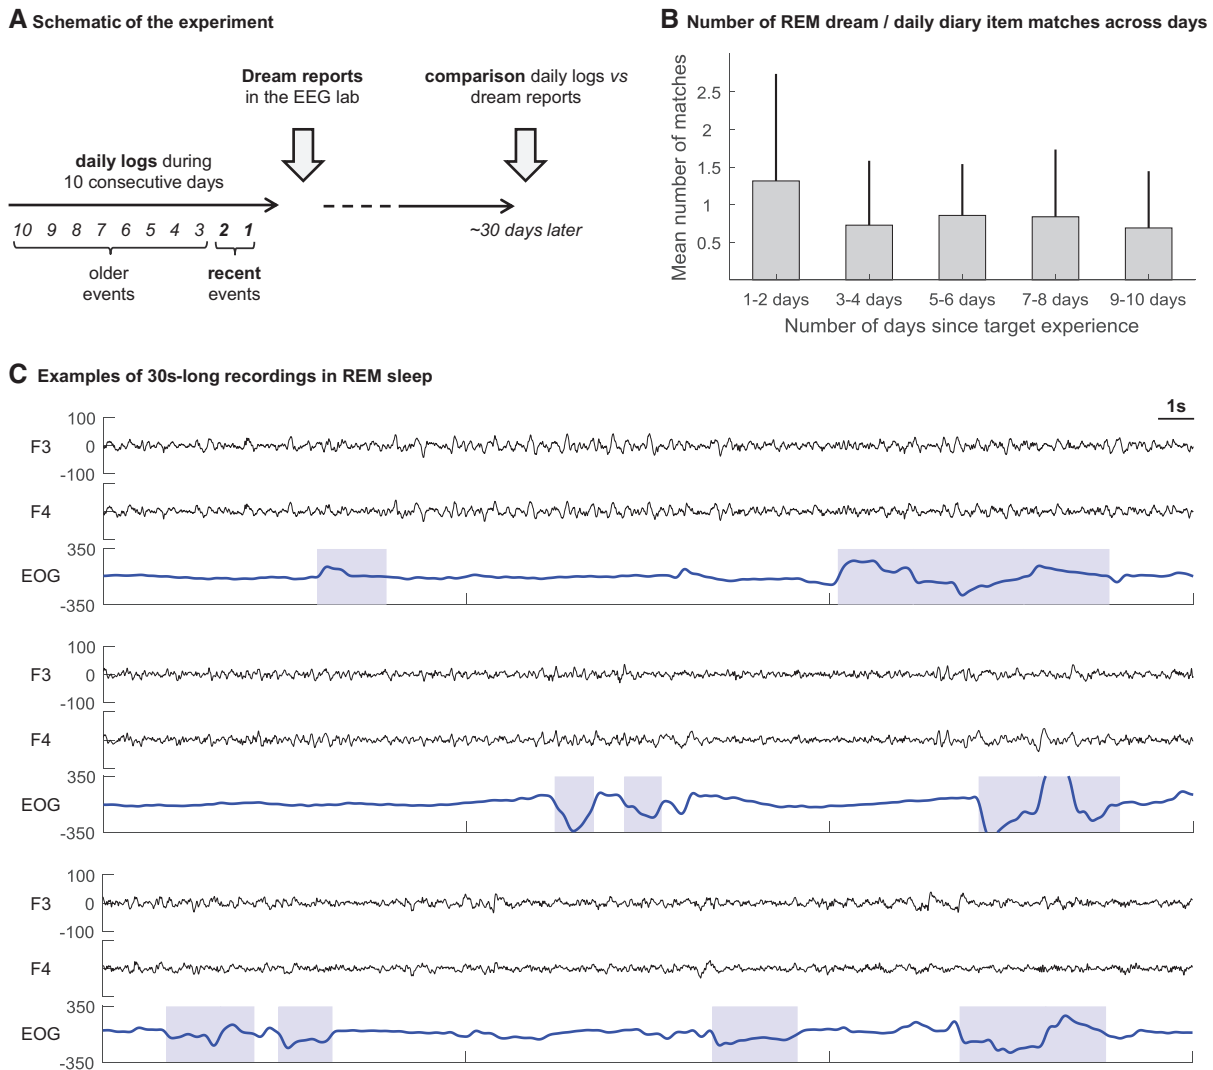 A Schematic of the experiment
Dream reports
in the EEG lab
comparison daily logs vs
dream reports
daily logs during
10 consecutive days
10 9 8 7 6 5 4 3 2 1
~30 days later
older
events
recent
events
B Number of REM dream / daily diary item matches across days
Mean number of matches
2.5
2
1.5
1
0.5
1-2 days 3-4 days 5-6 days 7-8 days 9-10 days
Number of days since target experience
C Examples of 30s-long recordings in REM sleep
1s
100
F3 0
-100
F4
350
EOG
-350
100
F3 0
-100
F4
350
EOG
-350
100
F3 0
-100
F4
350
EOG
-350